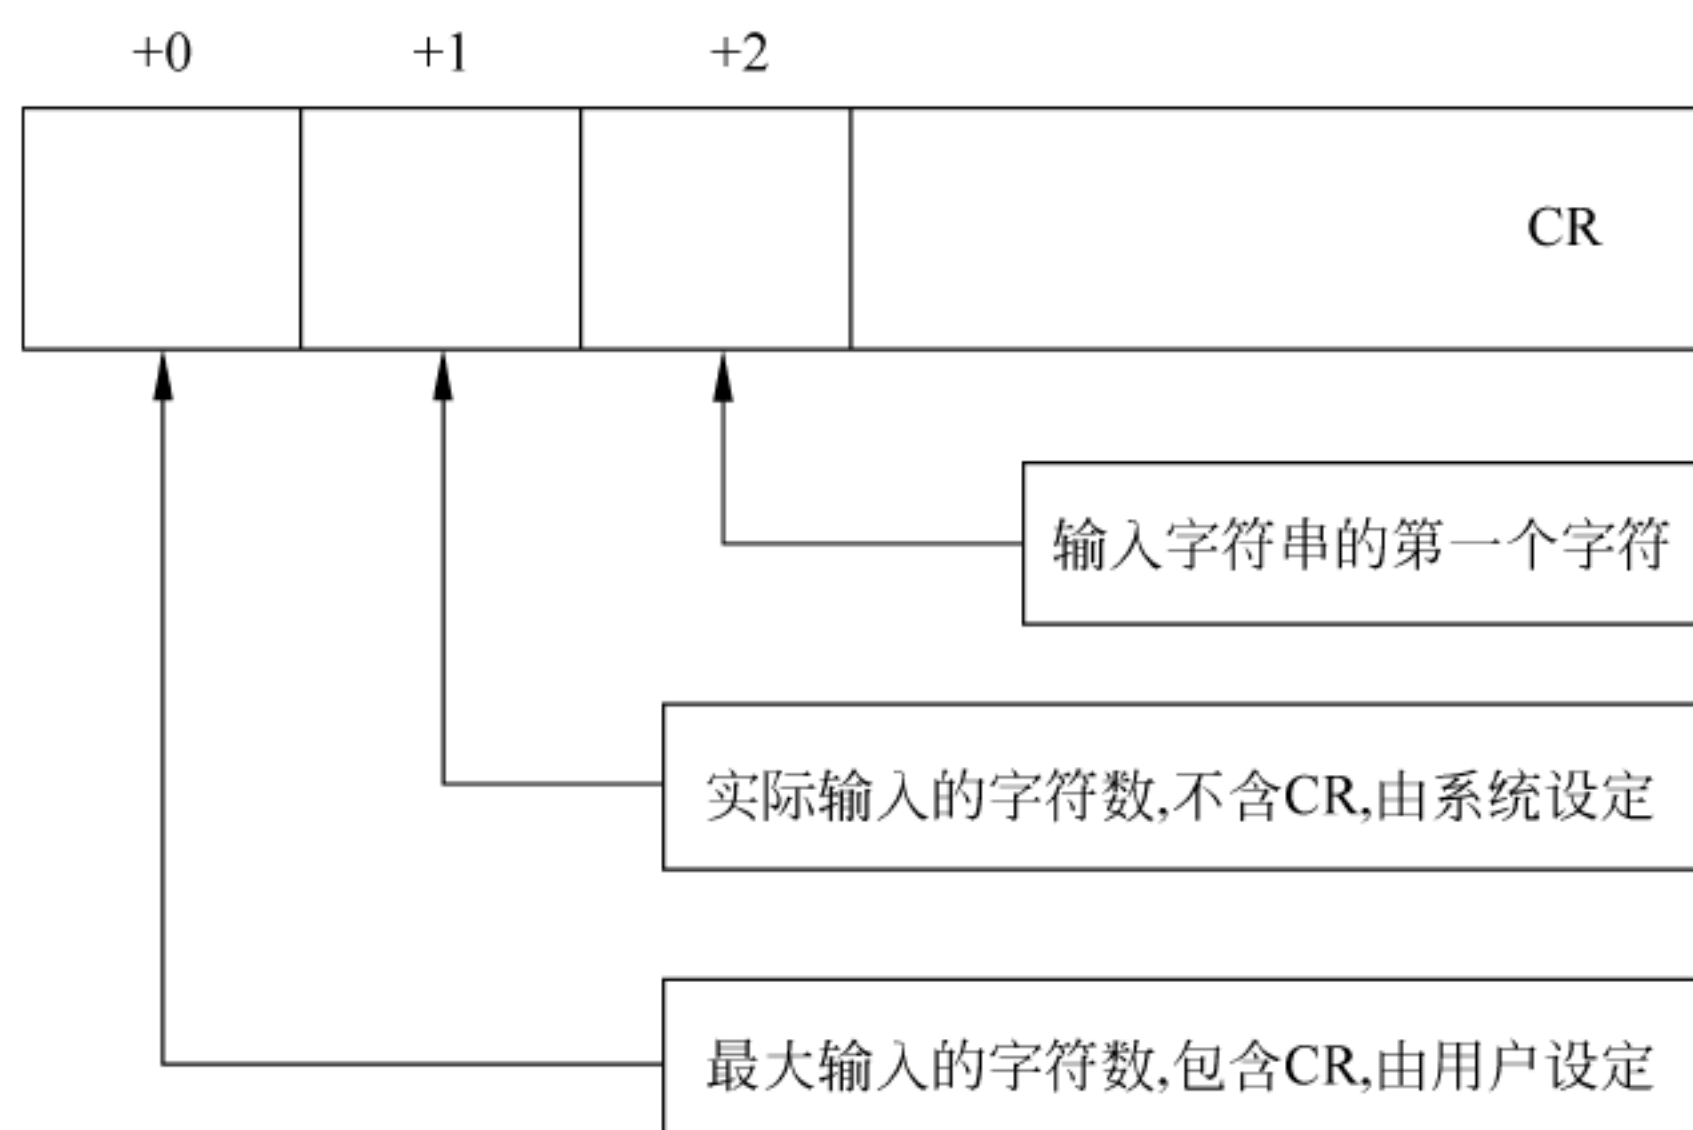 +0 +1 +2
CR
输入字符串的第一个字符
实际输入的字符数,不含CR,由系统设定
最大输入的字符数,包含CR,由用户设定